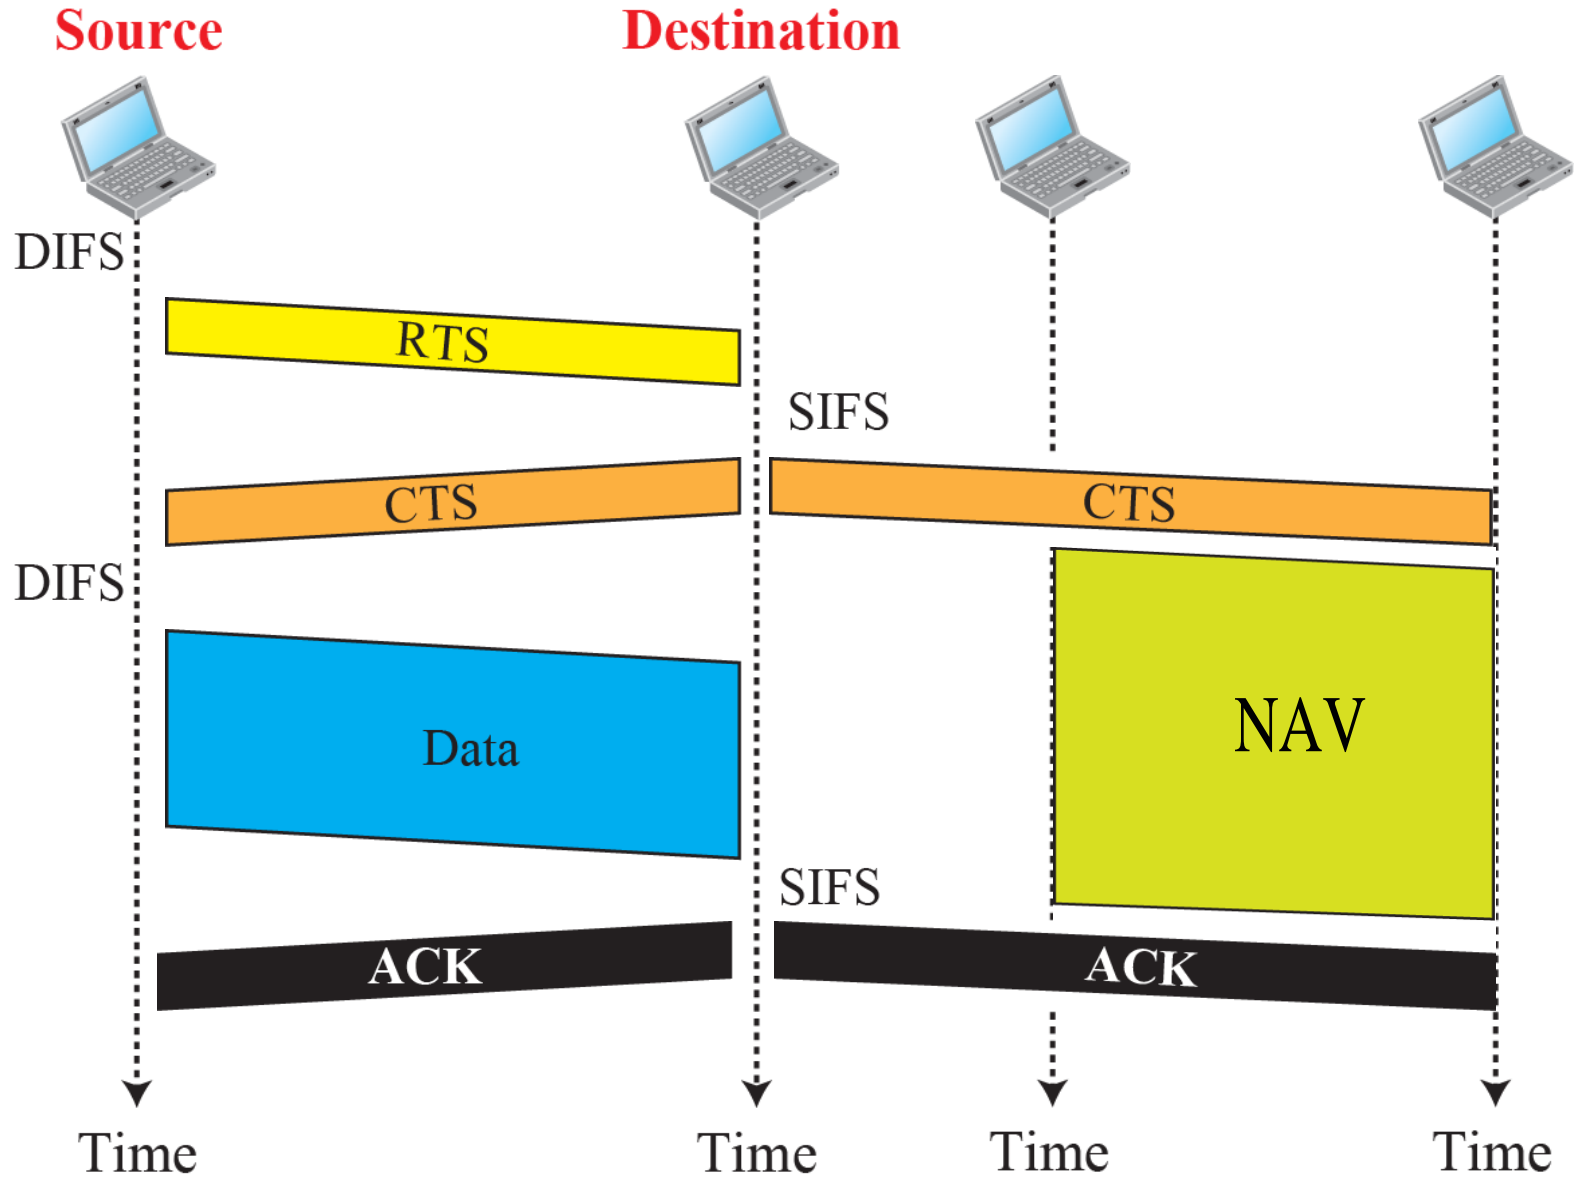 Source
Destination
DIFS
RTS
SIFS
CTS
CTS
DIFS
Data
NAV
SIFS
ACK
ACK
Time
Time
Time
Time